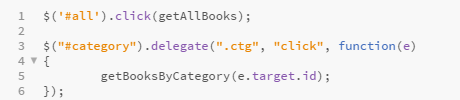 1 $('#all').click(getAllBooks);
2
3 $("#category").delegate(".ctg", "click", function(e)
4 ▼ {
5 getBooksByCategory(e.target.id);
6 });